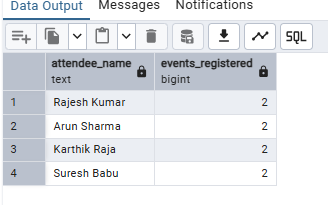 Data Output Messages Notifications
SQL
attendee_name events_registered
text bigint
1 Rajesh Kumar 2
2 Arun Sharma 2
3 Karthik Raja 2
4 Suresh Babu 2